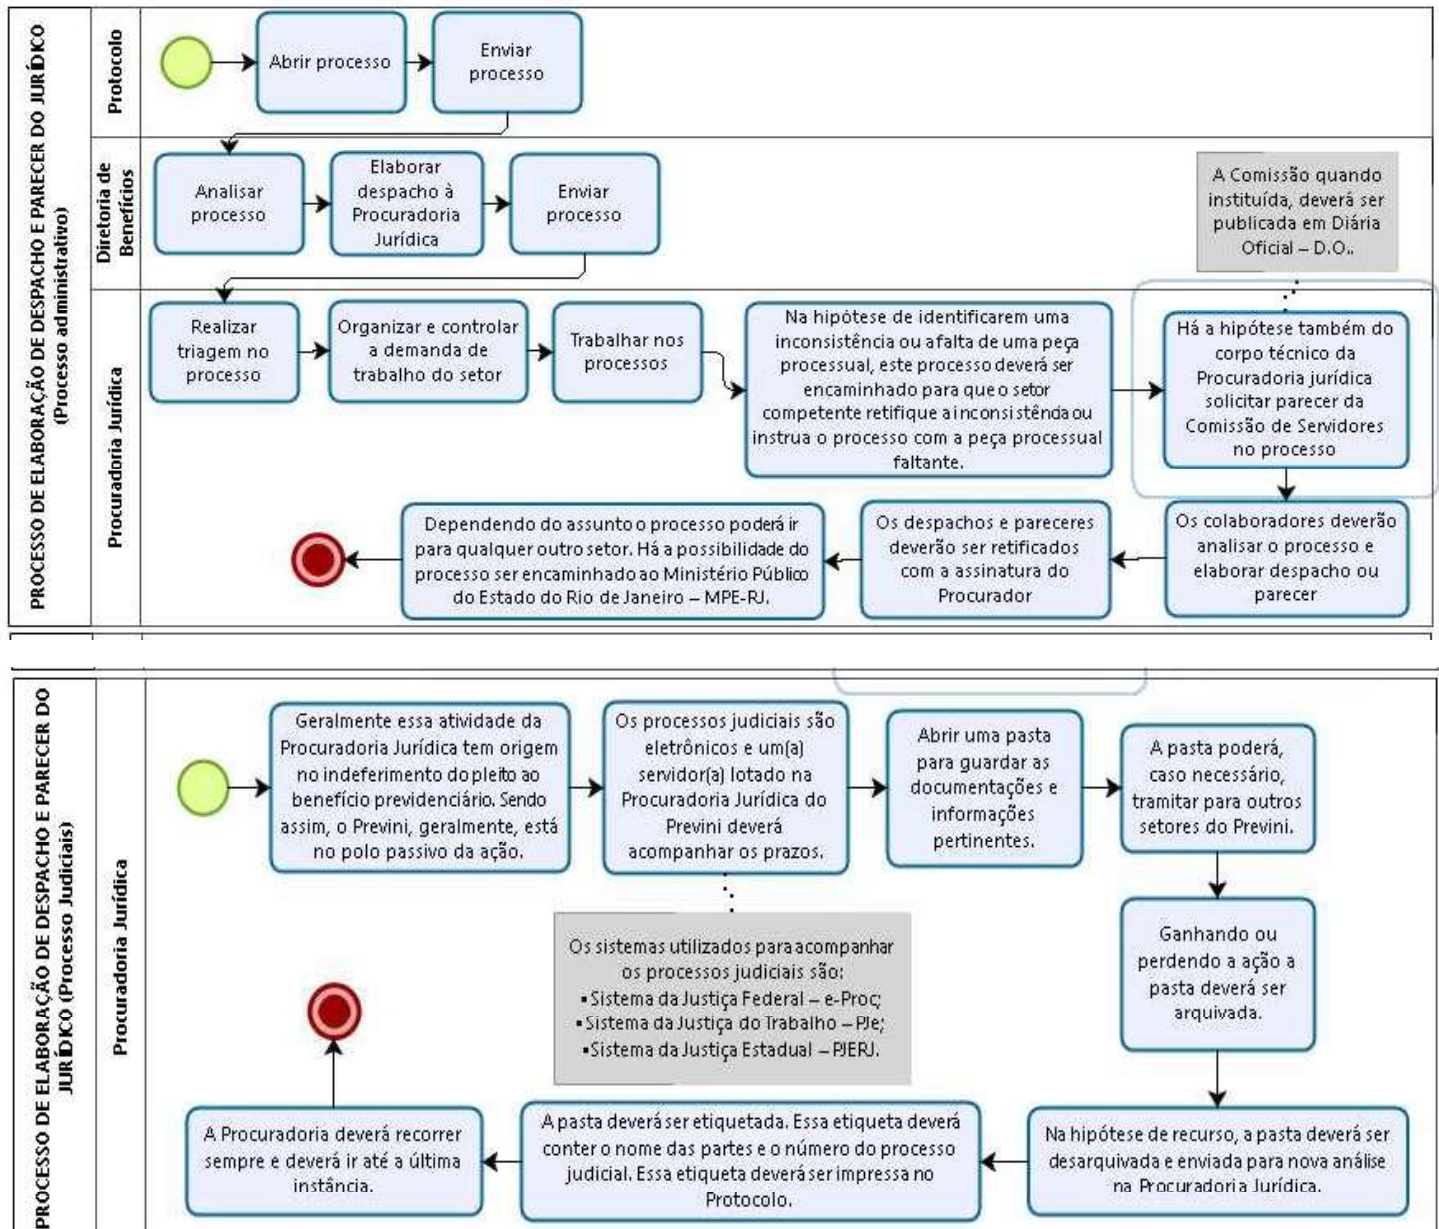 PROCESSO DE ELABORAÇÃO DE DESPACHO E PARECER DO JURÍDICO
(Processo administrativo)
Protocolo
Abrir processo
Enviar
processo
Diretoria de
Benefícios
Analisar
processo
Elaborar
despacho à
Procuradoria
Jurídica
Enviar
processo
A Comissão quando
instituída, deverá ser
publicada em Diária
Oficial – D.O..
Procuradoria Jurídica
Realizar
triagem no
processo
Organizar e controlar
a demanda de
trabalho do setor
Trabalhar nos
processos
Na hipótese de identificarem uma
inconsistência ou a falta de uma peça
processual, este processo deverá ser
encaminhado para que o setor
competente retifique a inconsistência ou
instrua o processo com a peça processual
faltante.
Há a hipótese também do
corpo técnico da
Procuradoria jurídica
solicitar parecer da
Comissão de Servidores
no processo
Os colaboradores deverão
analisar o processo e
elaborar despacho ou
parecer
Os despachos e pareceres
deverão ser retificados
com a assinatura do
Procurador
Dependendo do assunto o processo poderá ir
para qualquer outro setor. Há a possibilidade do
processo ser encaminhado ao Ministério Público
do Estado do Rio de Janeiro – MPE-RJ.
PROCESSO DE ELABORAÇÃO DE DESPACHO E PARECER DO
JURÍDICO (Processo Judiciais)
Procuradoria Jurídica
Geralmente essa atividade da
Procuradoria Jurídica tem origem
no indeferimento do pleito ao
benefício previdenciário. Sendo
assim, o Previni, geralmente, está
no polo passivo da ação.
Os processos judiciais são
eletrônicos e um(a)
servidor(a) lotado na
Procuradoria Jurídica do
Previni deverá
acompanhar os prazos.
Abrir uma pasta
para guardar as
documentações e
informações
pertinentes.
A pasta poderá,
caso necessário,
tramitar para outros
setores do Previni.
Os sistemas utilizados para acompanhar
os processos judiciais são:
▪ Sistema da Justiça Federal – e-Proc;
▪ Sistema da Justiça do Trabalho – PJe;
▪ Sistema da Justiça Estadual – PJERJ.
Ganhando ou
perdendo a ação a
pasta deverá ser
arquivada.
Na hipótese de recurso, a pasta deverá ser
desarquivada e enviada para nova análise
na Procuradoria Jurídica.
A pasta deverá ser etiquetada. Essa etiqueta deverá
conter o nome das partes e o número do processo
judicial. Essa etiqueta deverá ser impressa no
Protocolo.
A Procuradoria deverá recorrer
sempre e deverá ir até a última
instância.